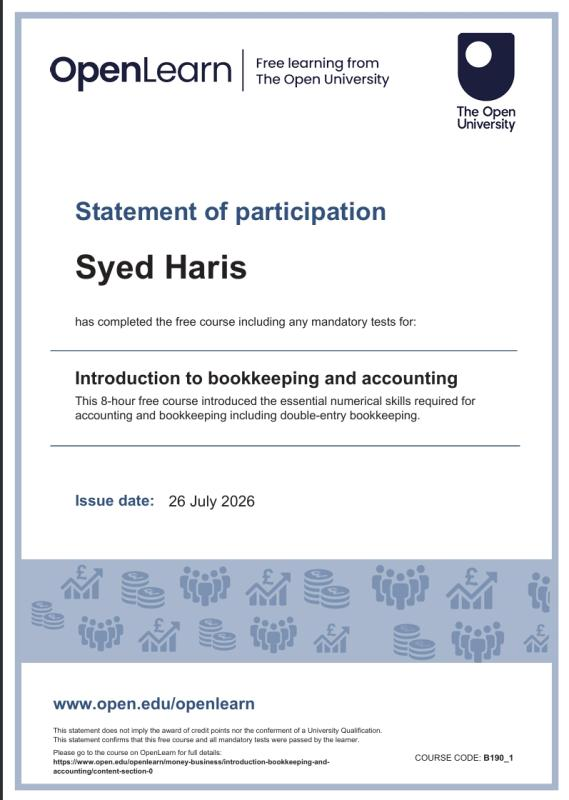 OpenLearn
Free learning from
The Open University
The Open
University
Statement of participation
Syed Haris
has completed the free course including any mandatory tests for:
Introduction to bookkeeping and accounting
This 8-hour free course introduced the essential numerical skills required for
accounting and bookkeeping including double-entry bookkeeping.
Issue date: 26 July 2026
£ £ £
£ £ £
www.open.edu/openlearn
This statement does not imply the award of credit points nor the conferment of a University Qualification.
This statement confirms that this free course and all mandatory tests were passed by the learner.
Please go to the course on OpenLearn for full details:
https://www.open.edu/openlearn/money-business/introduction-bookkeeping-and-
accounting/content-section-0
COURSE CODE: B190_1